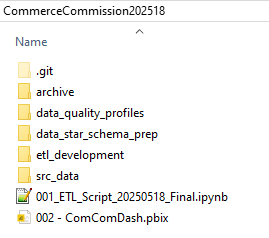 CommerceCommission202518
Name
.git
archive
data_quality_profiles
data_star_schema_prep
etl_development
src_data
001_ETL_Script_20250518_Final.ipynb
002 - ComComDash.pbix